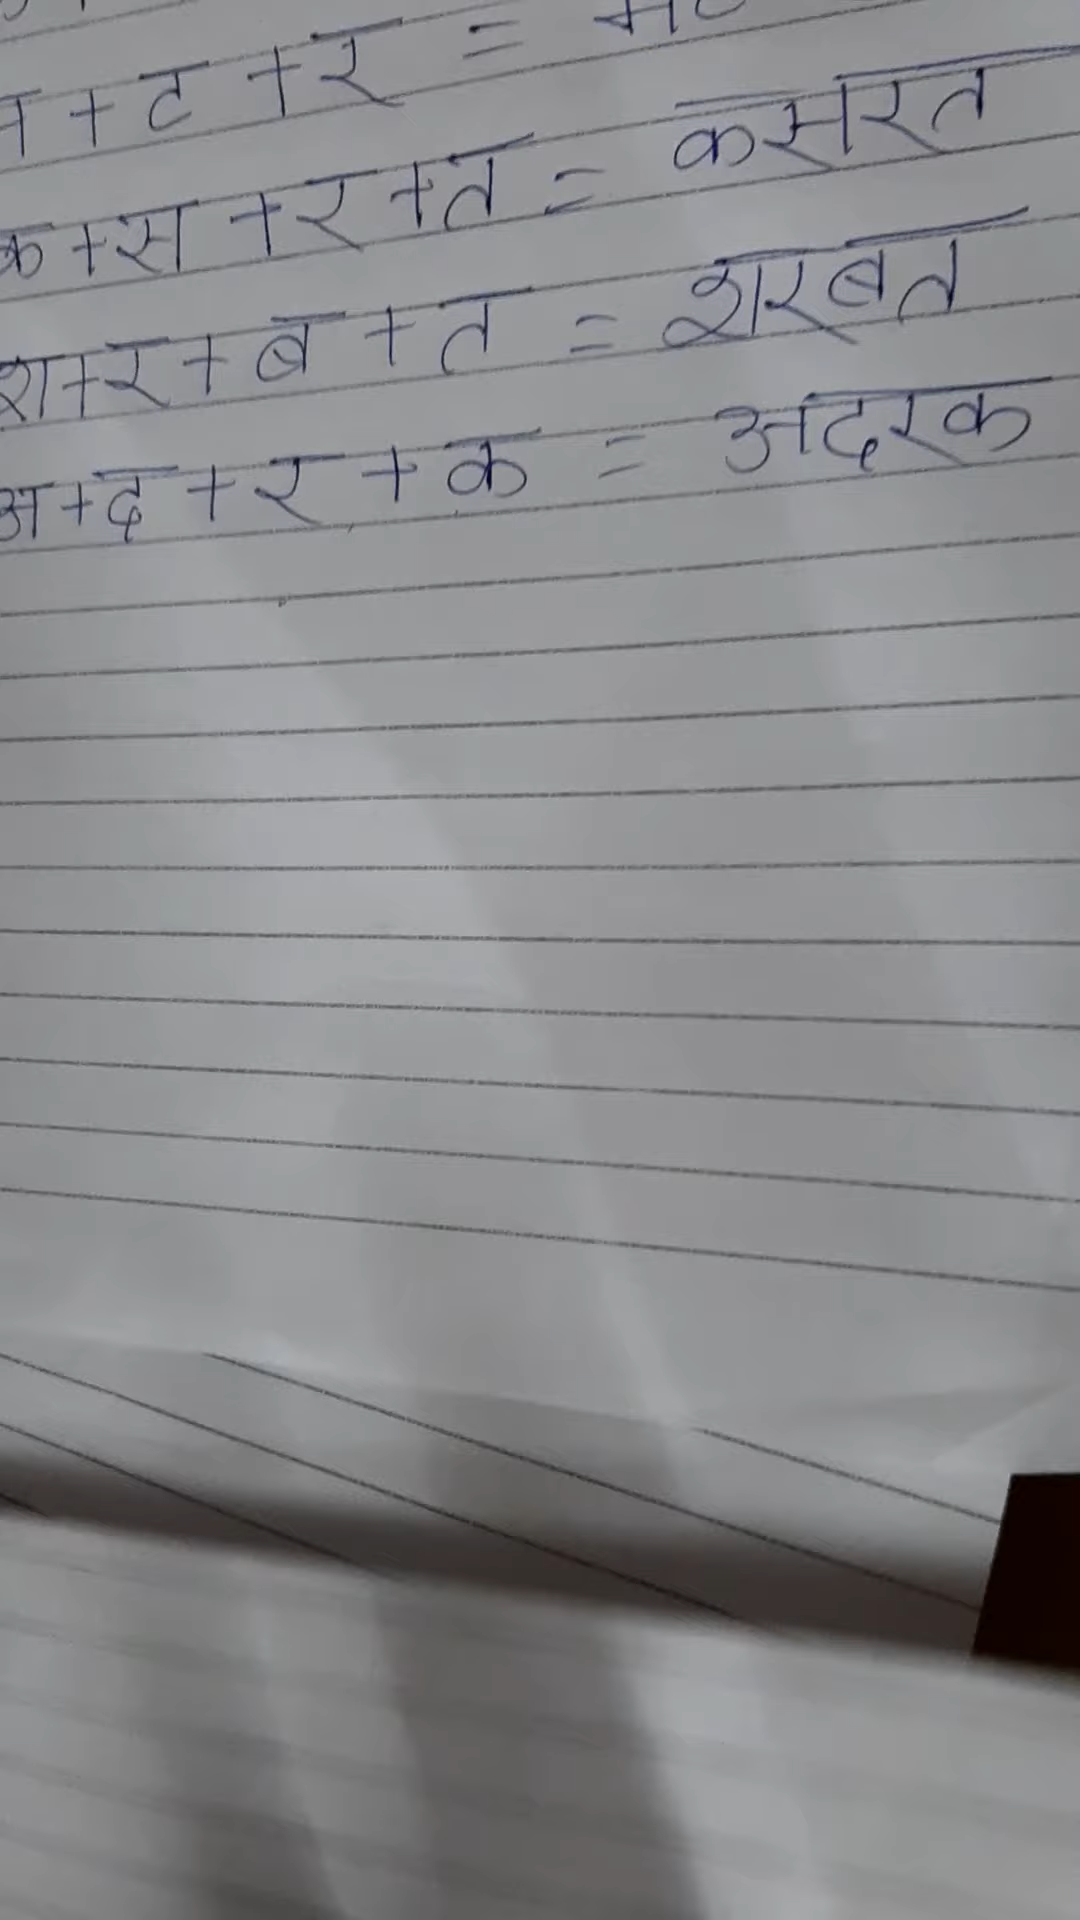 + ट + र =
क + स + र + त = कसरत
श + र + ब + त = शरबत
अ + द + र + क = अदरक